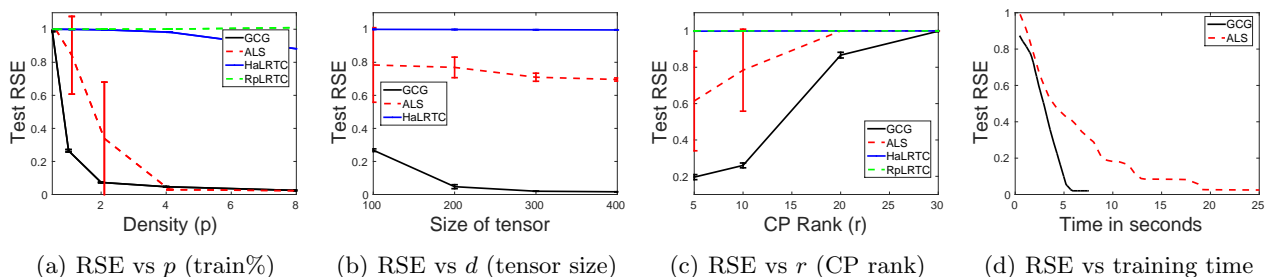 Test RSE
1
0.8
0.6
0.4
0.2
0
2 4 6 8
Density (p)
GCG
ALS
HaLRTC
RpLRTC
(a) RSE vs p (train%)
Test RSE
1
0.8
0.6
0.4
0.2
0
100 200 300 400
Size of tensor
GCG
ALS
HaLRTC
(b) RSE vs d (tensor size)
Test RSE
1
0.8
0.6
0.4
0.2
5 10 15 20 25 30
CP Rank (r)
GCG
ALS
HaLRTC
RpLRTC
(c) RSE vs r (CP rank)
Test RSE
1
0.8
0.6
0.4
0.2
0
0 5 10 15 20 25
Time in seconds
GCG
ALS
(d) RSE vs training time